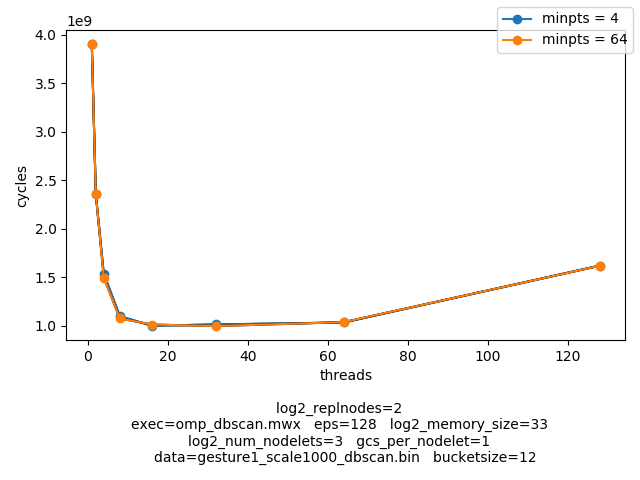 1e9
minpts = 4
minpts = 64
4.0
3.5
3.0
2.5
2.0
1.5
1.0
cycles
0 20 40 60 80 100 120
threads
log2_replnodes=2
exec=omp_dbscan.mwx eps=128 log2_memory_size=33
log2_num_nodelets=3 gcs_per_nodelet=1
data=gesture1_scale1000_dbscan.bin bucketsize=12